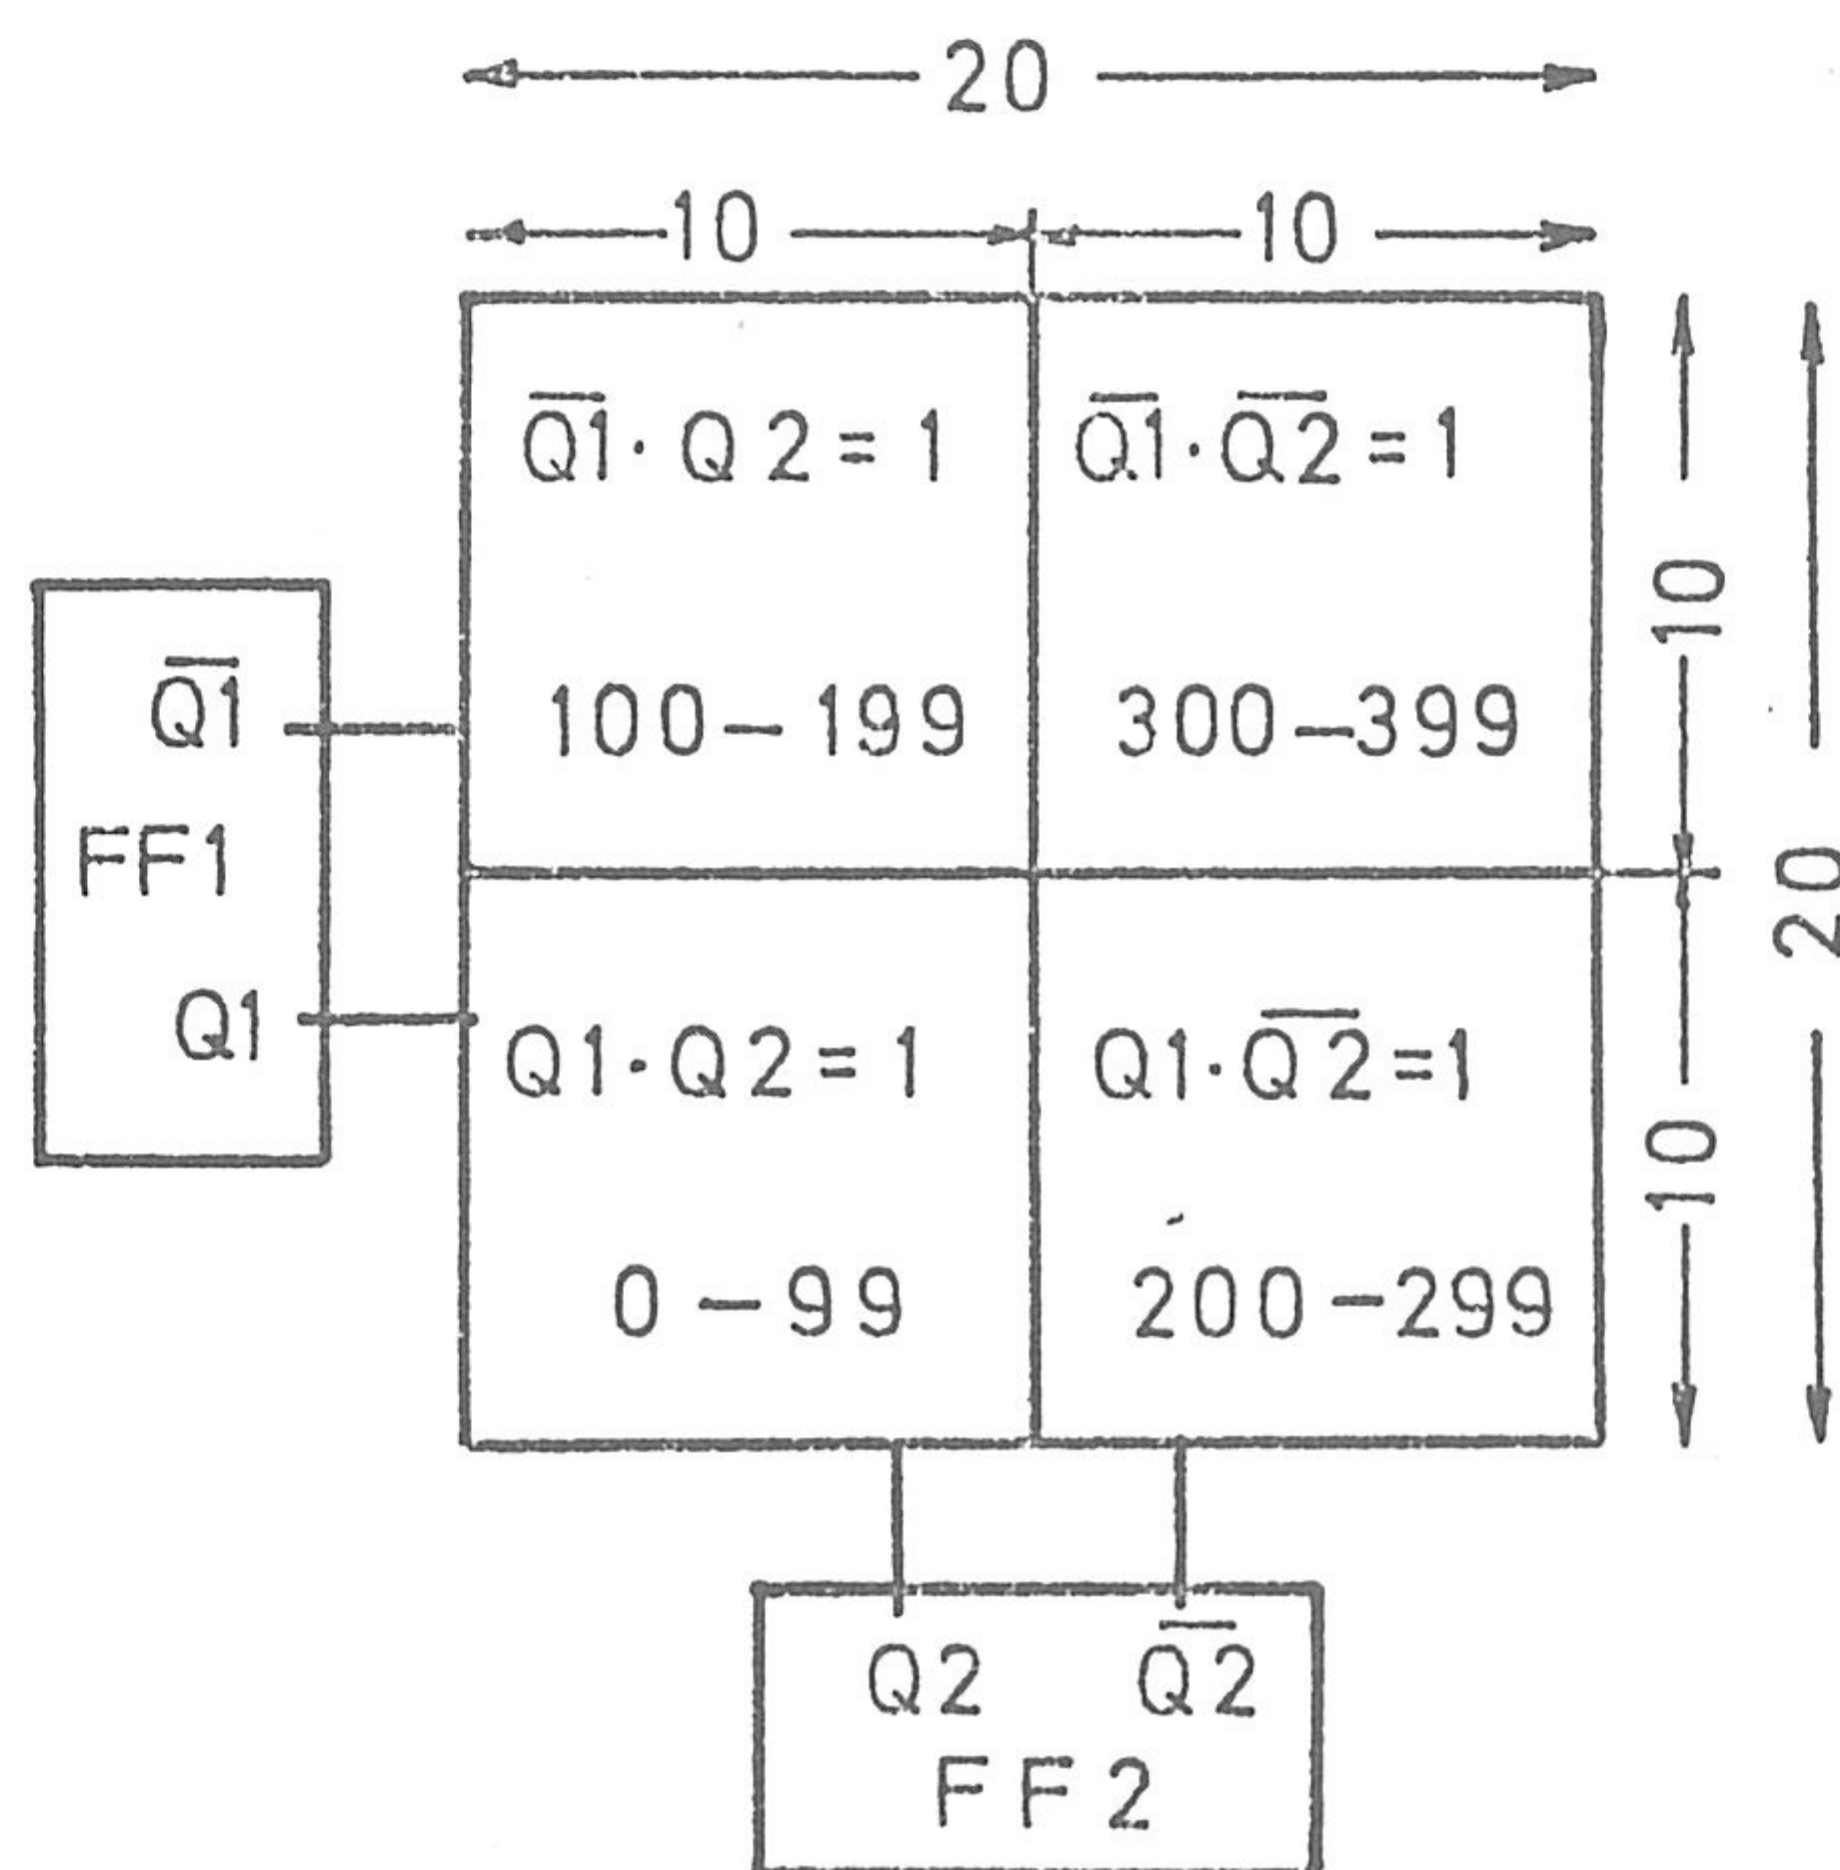 20
10 10
Q̅1̅ · Q2 = 1
Q̅1̅ · Q̅2̅ = 1
100–199
300–399
10
20
Q̅1̅
FF1
Q1
Q1 · Q2 = 1
Q1 · Q̅2̅ = 1
0–99
200–299
10
Q2 Q̅2̅
FF2